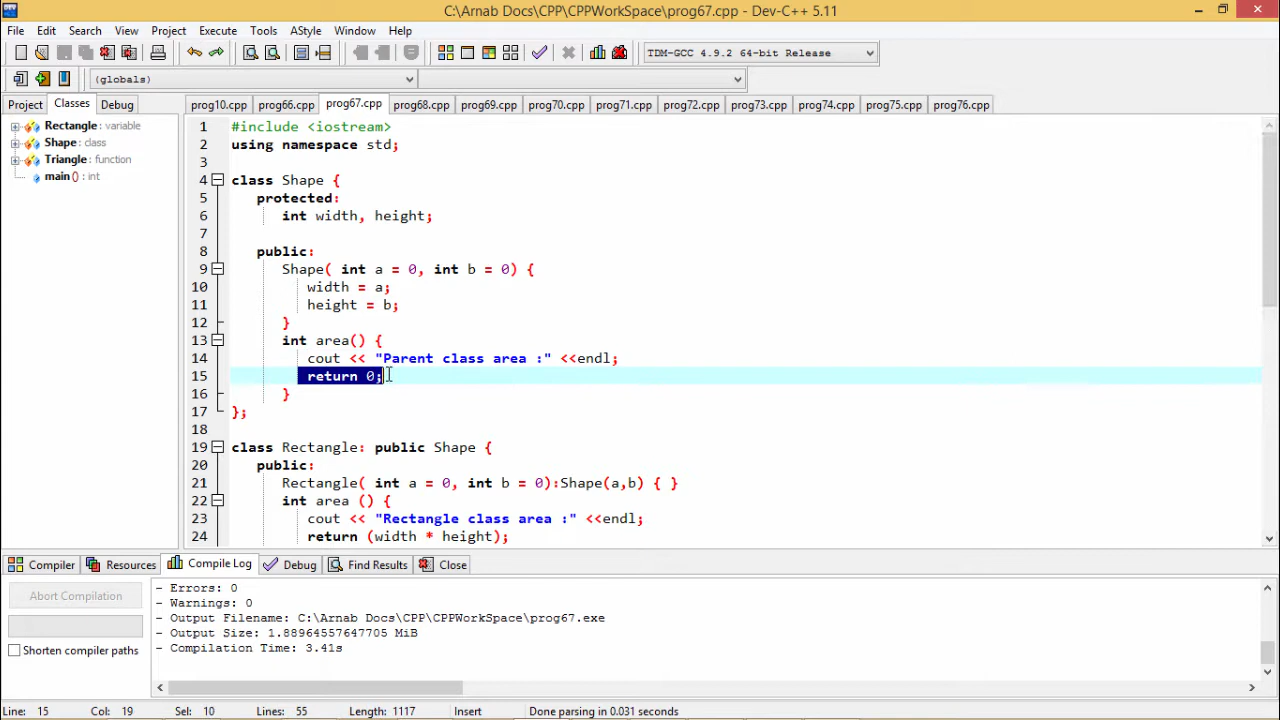 C:\Arnab Docs\CPP\CPPWorkSpace\prog67.cpp - Dev-C++ 5.11
File Edit Search View Project Execute Tools AStyle Window Help
TDM-GCC 4.9.2 64-bit Release
(globals)
Project Classes Debug
prog10.cpp prog66.cpp prog67.cpp prog68.cpp prog69.cpp prog70.cpp prog71.cpp prog72.cpp prog73.cpp prog74.cpp prog75.cpp prog76.cpp
Rectangle : variable
Shape : class
Triangle : function
main () : int
1 #include <iostream>
2 using namespace std;
3
4 class Shape {
5 protected:
6 int width, height;
7
8 public:
9 Shape( int a = 0, int b = 0) {
10 width = a;
11 height = b;
12 }
13 int area() {
14 cout << "Parent class area :" <<endl;
15 return 0;
16 }
17 };
18
19 class Rectangle: public Shape {
20 public:
21 Rectangle( int a = 0, int b = 0):Shape(a,b) { }
22 int area () {
23 cout << "Rectangle class area :" <<endl;
24 return (width * height);
Compiler Resources Compile Log Debug Find Results Close
Abort Compilation
Shorten compiler paths
- Errors: 0
- Warnings: 0
- Output Filename: C:\Arnab Docs\CPP\CPPWorkSpace\prog67.exe
- Output Size: 1.88964557647705 MiB
- Compilation Time: 3.41s
Line: 15 Col: 19 Sel: 10 Lines: 55 Length: 1117 Insert Done parsing in 0.031 seconds